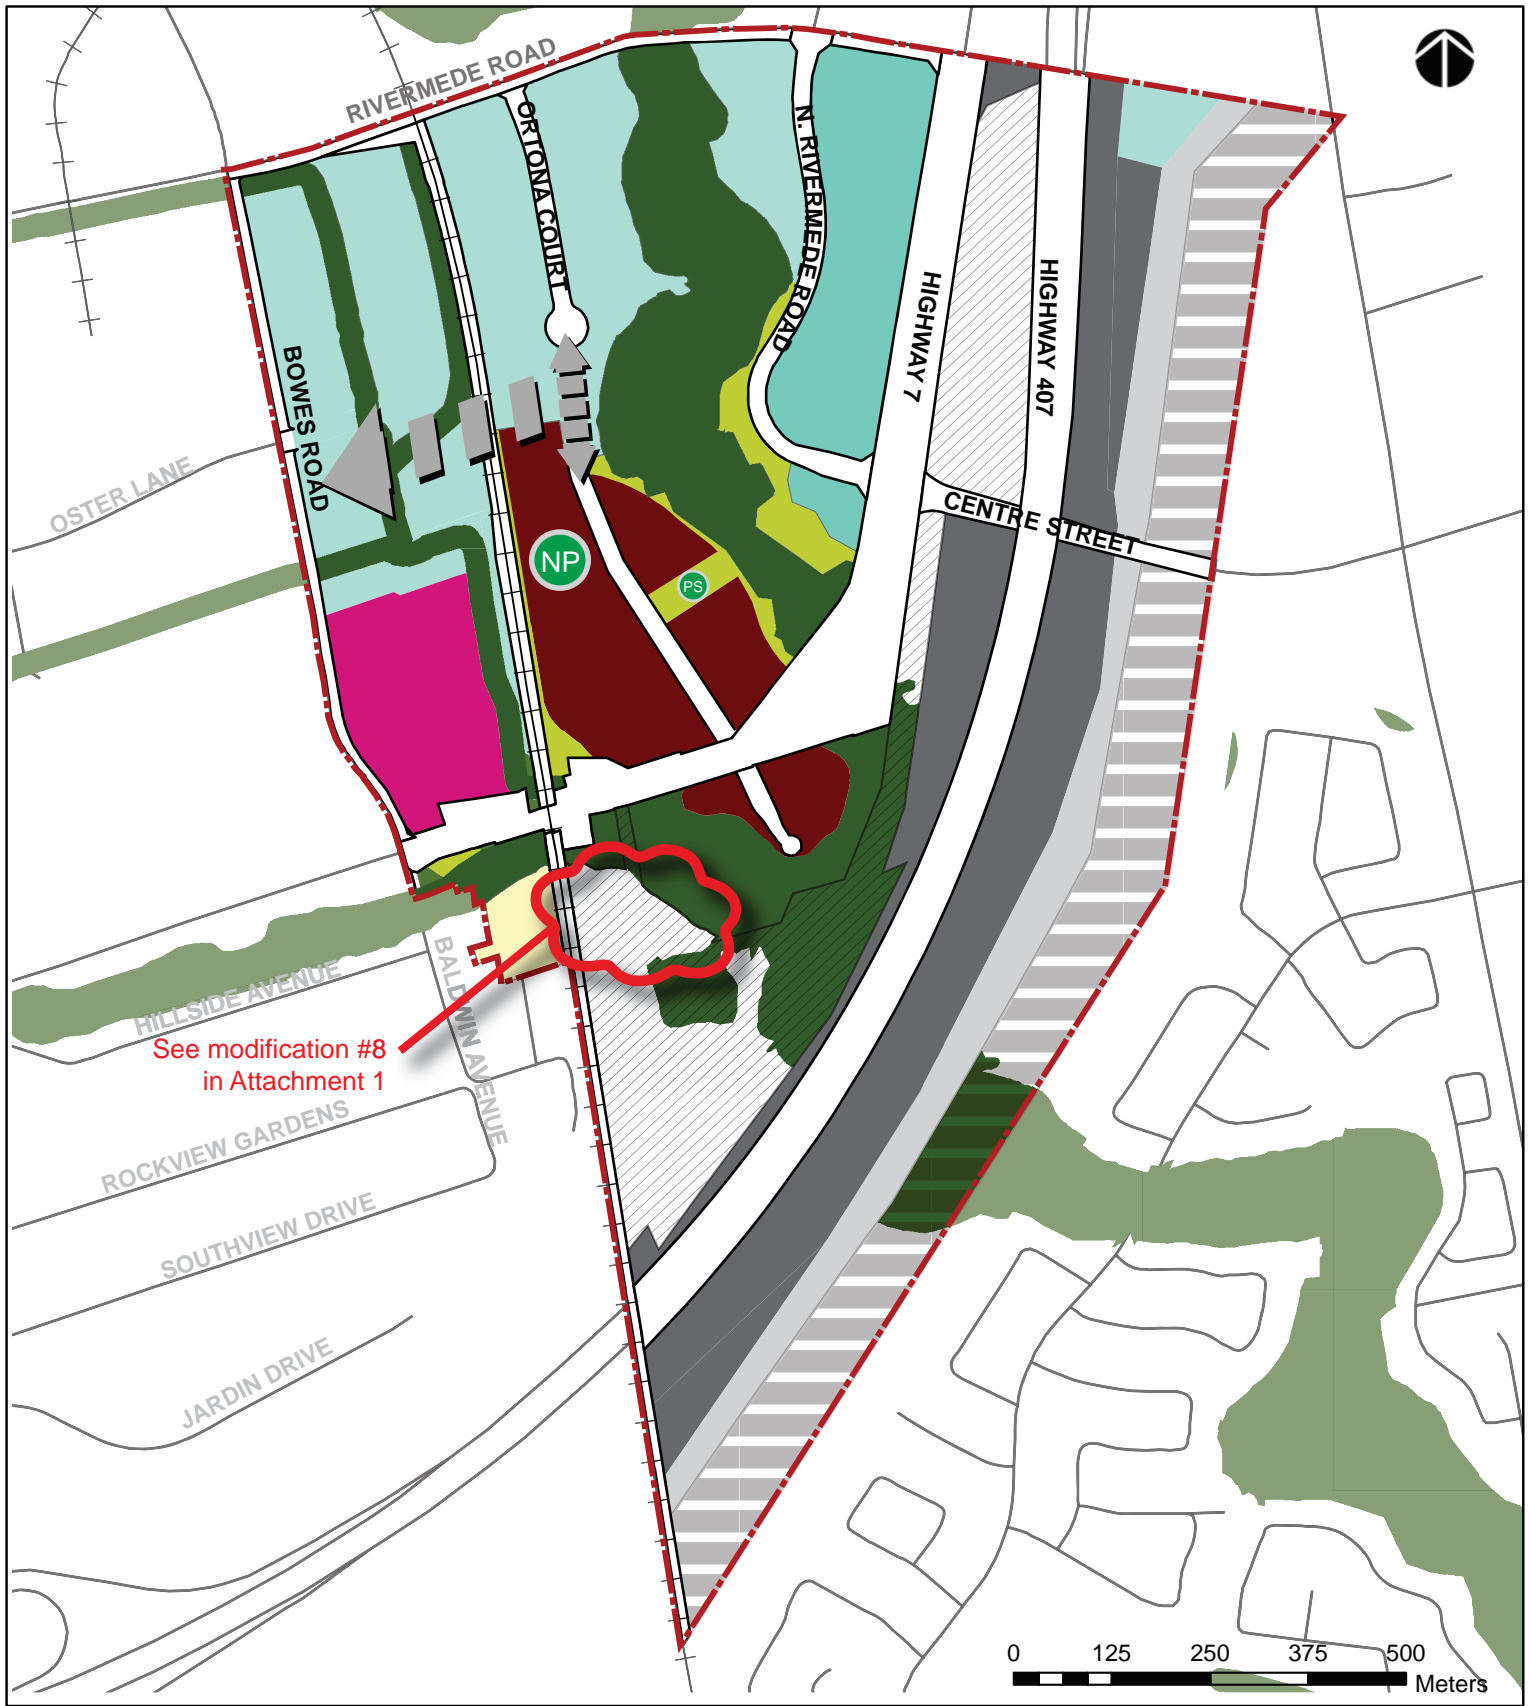 RIVERMEDE ROAD
ORTONA COURT
N. RIVERMEDE ROAD
HIGHWAY 7
HIGHWAY 407
BOWES ROAD
OSTER LANE
CENTRE STREET
NP
PS
HILLSIDE AVENUE
BALDWIN AVENUE
See modification #8
in Attachment 1
ROCKVIEW GARDENS
SOUTHVIEW DRIVE
JARDIN DRIVE
0 125 250 375 500
Meters